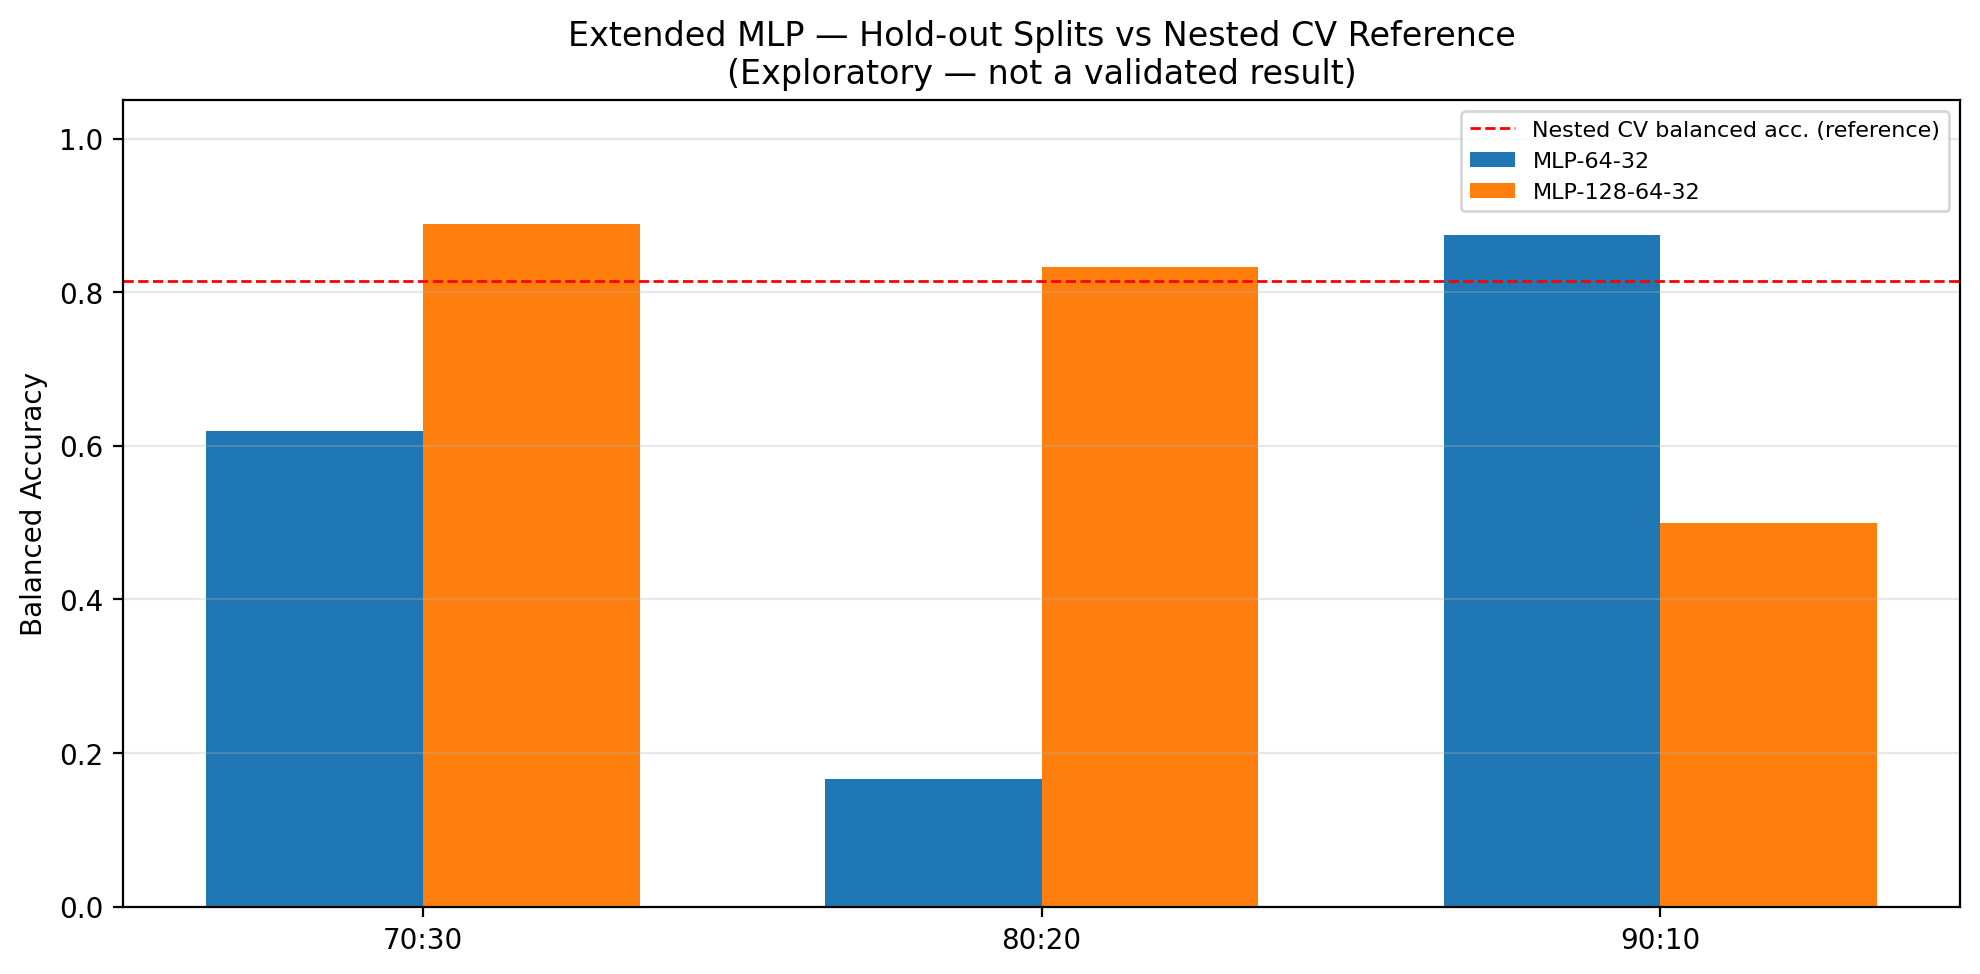 Extended MLP — Hold-out Splits vs Nested CV Reference
(Exploratory — not a validated result)
Nested CV balanced acc. (reference)
MLP-64-32
MLP-128-64-32
Balanced Accuracy
1.0
0.8
0.6
0.4
0.2
0.0
70:30
80:20
90:10